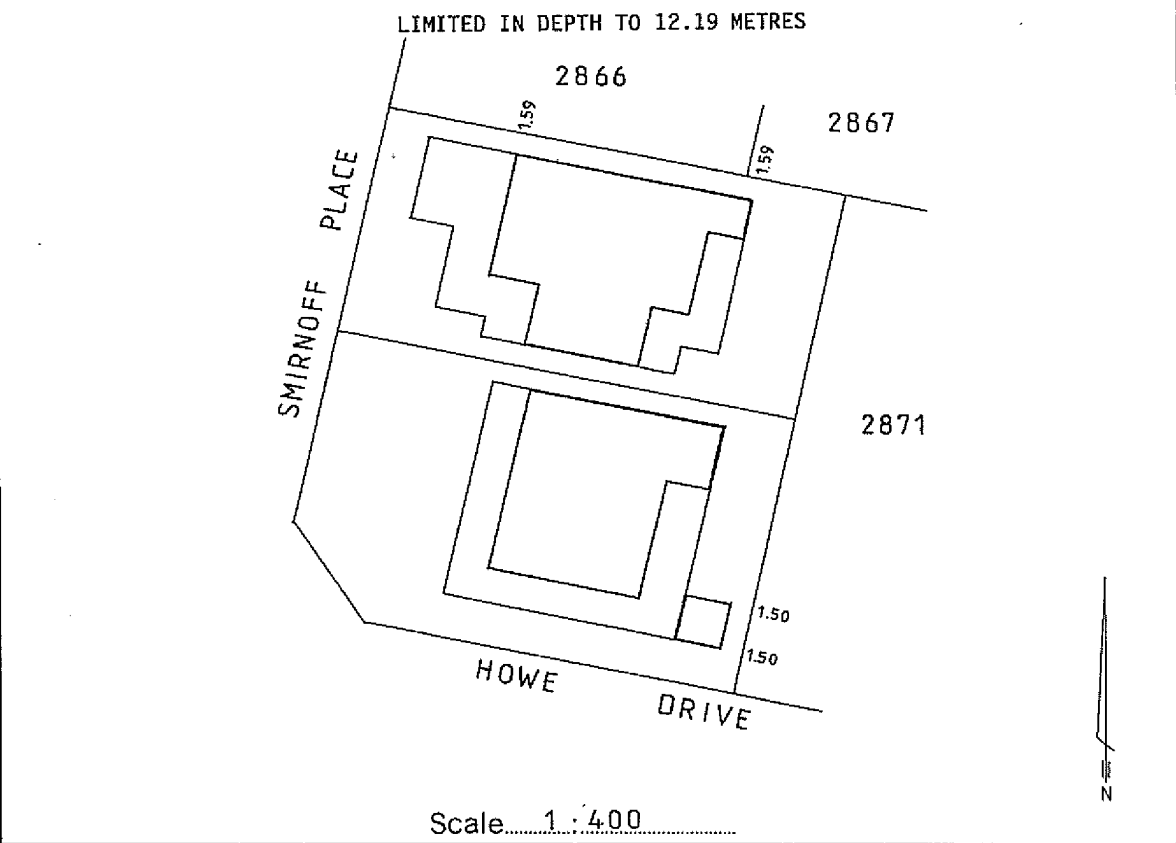 LIMITED IN DEPTH TO 12.19 METRES
2866
1.59
2867
1.59
SMIRNOFF PLACE
2871
1.50
1.50
HOWE DRIVE
N
Scale 1 : 400